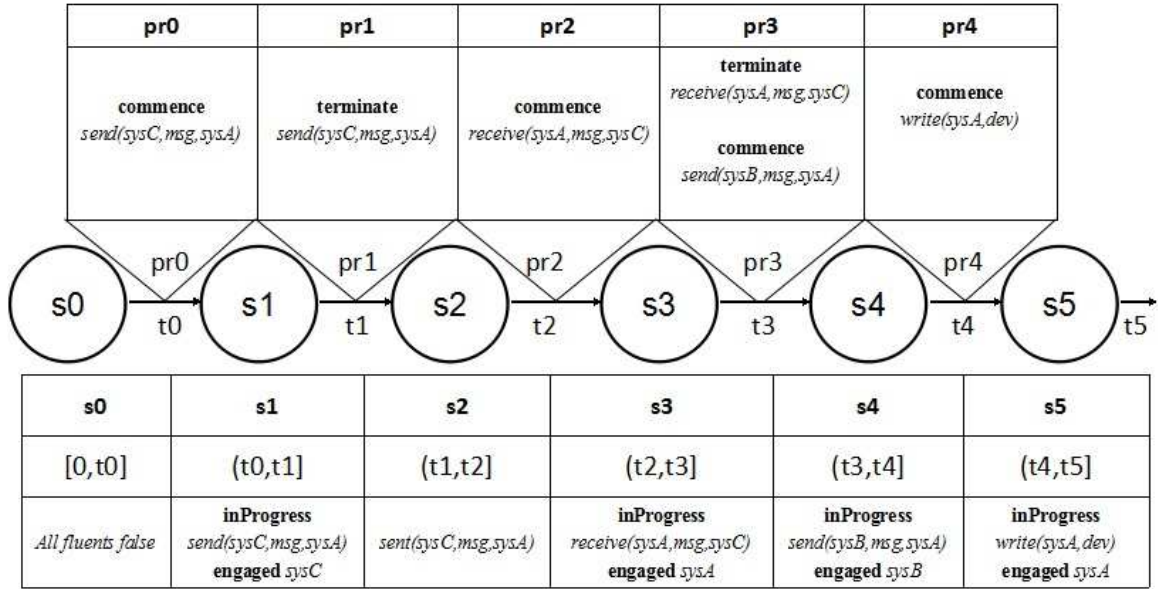 pr0 pr1 pr2 pr3 pr4
commence
send(sysC,msg,sysA)
terminate
send(sysC,msg,sysA)
commence
receive(sysA,msg,sysC)
terminate
receive(sysA,msg,sysC)
commence
send(sysB,msg,sysA)
commence
write(sysA,dev)
pr0 pr1 pr2 pr3 pr4
s0 s1 s2 s3 s4 s5
t0 t1 t2 t3 t4 t5
s0 s1 s2 s3 s4 s5
[0,t0] (t0,t1] (t1,t2] (t2,t3] (t3,t4] (t4,t5]
All fluents false
inProgress
send(sysC,msg,sysA)
engaged sysC
sent(sysC,msg,sysA)
inProgress
receive(sysA,msg,sysC)
engaged sysA
inProgress
send(sysB,msg,sysA)
engaged sysB
inProgress
write(sysA,dev)
engaged sysA